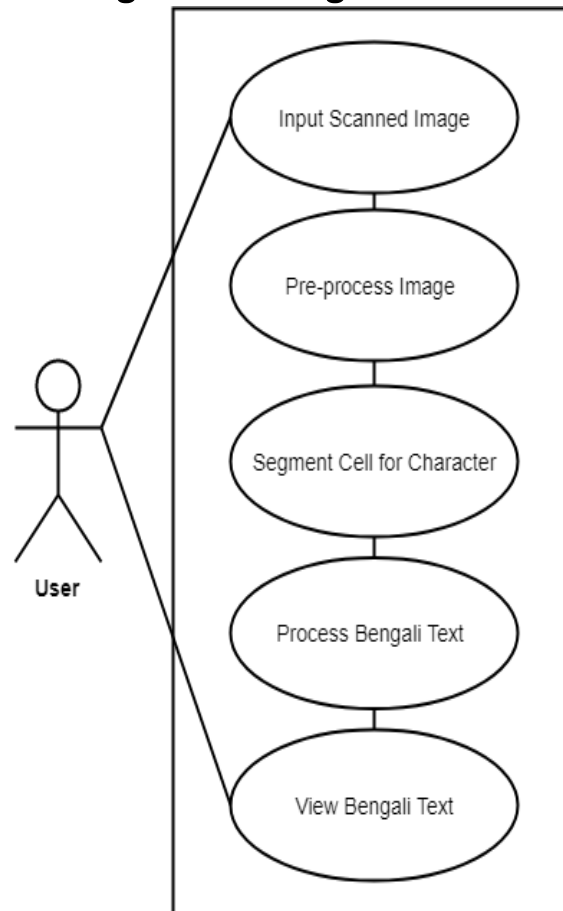 Input Scanned Image
Pre-process Image
Segment Cell for Character
User
Process Bengali Text
View Bengali Text